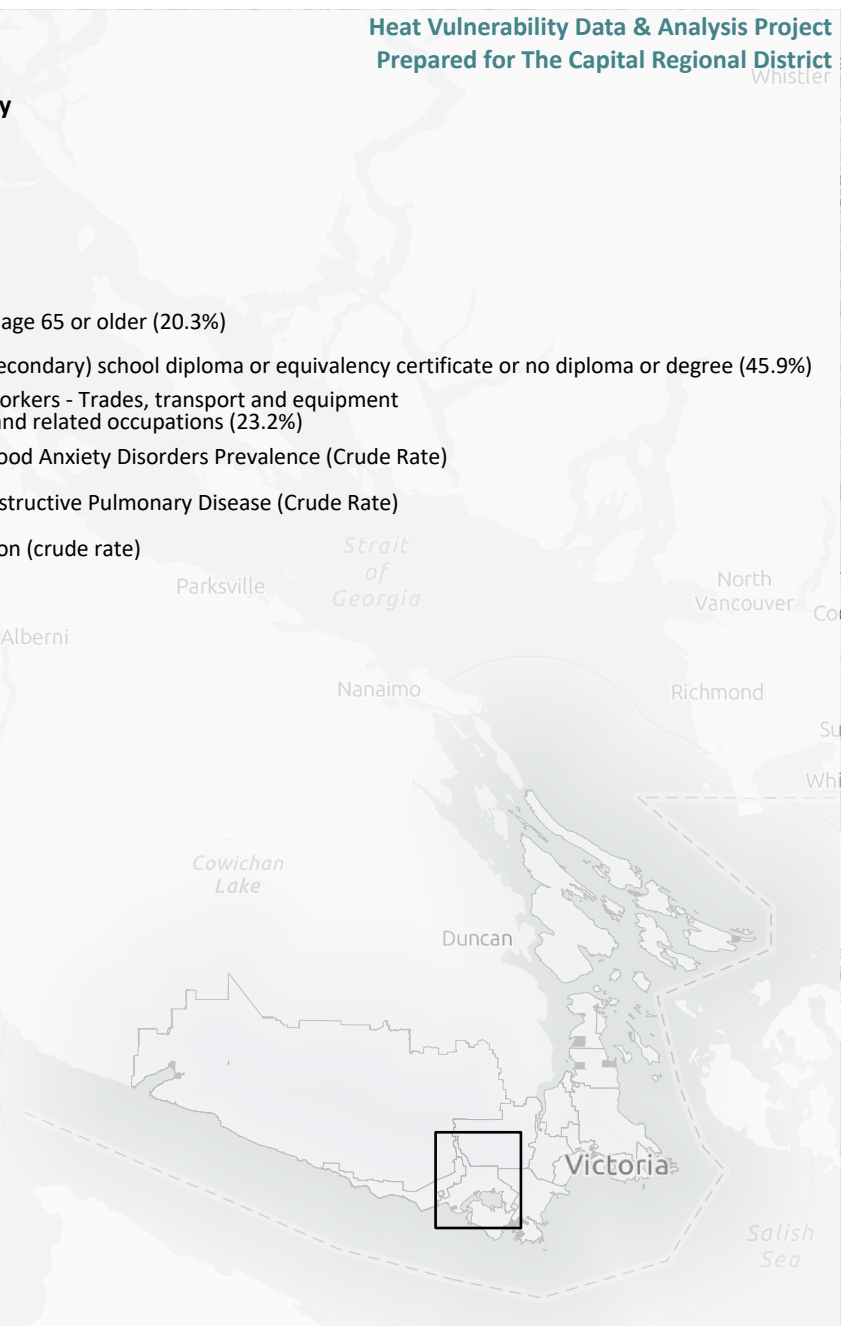 Heat Vulnerability Data & Analysis Project
Prepared for The Capital Regional District
Whistler
y
age 65 or older (20.3%)
econdary) school diploma or equivalency certificate or no diploma or degree (45.9%)
orkers - Trades, transport and equipment
nd related occupations (23.2%)
ood Anxiety Disorders Prevalence (Crude Rate)
structive Pulmonary Disease (Crude Rate)
on (crude rate)
Strait
of
Georgia
Parksville
North
Vancouver
Co
Alberni
Nanaimo
Richmond
Su
Whi
Cowichan
Lake
Duncan
Victoria
Salish
Sea